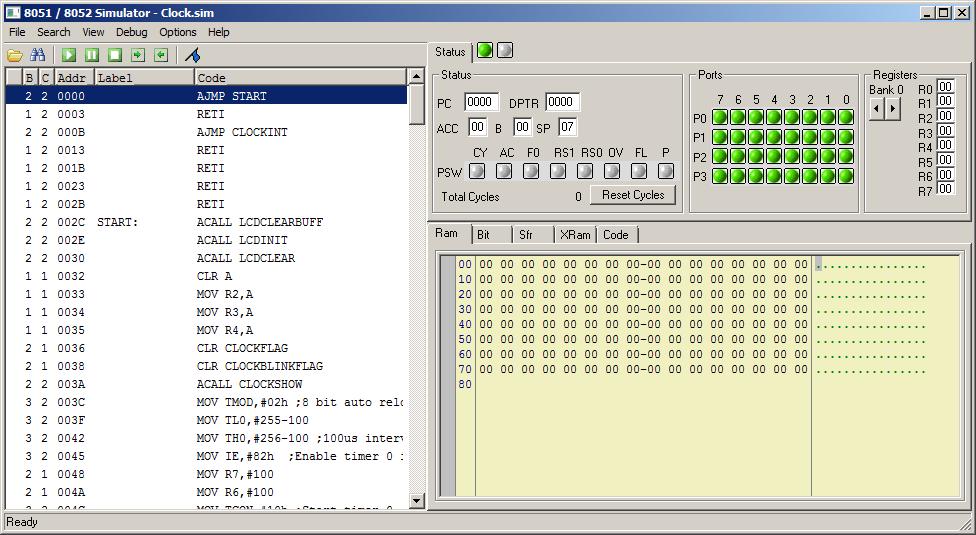 8051 / 8052 Simulator - Clock.sim
File Search View Debug Options Help
B C Addr Label Code
2 2 0000 AJMP START
1 2 0003 RETI
2 2 000B AJMP CLOCKINT
1 2 0013 RETI
1 2 001B RETI
1 2 0023 RETI
1 2 002B RETI
2 2 002C START: ACALL LCDCLEARBUFF
2 2 002E ACALL LCDINIT
2 2 0030 ACALL LCDCLEAR
1 1 0032 CLR A
1 1 0033 MOV R2,A
1 1 0034 MOV R3,A
1 1 0035 MOV R4,A
2 1 0036 CLR CLOCKFLAG
2 1 0038 CLR CLOCKBLINKFLAG
2 2 003A ACALL CLOCKSHOW
3 2 003C MOV TMOD,#02h ;8 bit auto relo
3 2 003F MOV TL0,#255-100
3 2 0042 MOV TH0,#256-100 ;100us interv
3 2 0045 MOV IE,#82h ;Enable timer 0 i
2 1 0048 MOV R7,#100
2 1 004A MOV R6,#100
Status
Status
PC 0000 DPTR 0000
ACC 00 B 00 SP 07
CY AC F0 RS1 RS0 OV FL P
PSW
Total Cycles 0 Reset Cycles
Ports
7 6 5 4 3 2 1 0
P0
P1
P2
P3
Registers
Bank 0
R0 00
R1 00
R2 00
R3 00
R4 00
R5 00
R6 00
R7 00
Ram Bit Sfr XRam Code
00 00 00 00 00 00 00 00 00-00 00 00 00 00 00 00 00 ................
10 00 00 00 00 00 00 00 00-00 00 00 00 00 00 00 00 ................
20 00 00 00 00 00 00 00 00-00 00 00 00 00 00 00 00 ................
30 00 00 00 00 00 00 00 00-00 00 00 00 00 00 00 00 ................
40 00 00 00 00 00 00 00 00-00 00 00 00 00 00 00 00 ................
50 00 00 00 00 00 00 00 00-00 00 00 00 00 00 00 00 ................
60 00 00 00 00 00 00 00 00-00 00 00 00 00 00 00 00 ................
70 00 00 00 00 00 00 00 00-00 00 00 00 00 00 00 00 ................
80
Ready